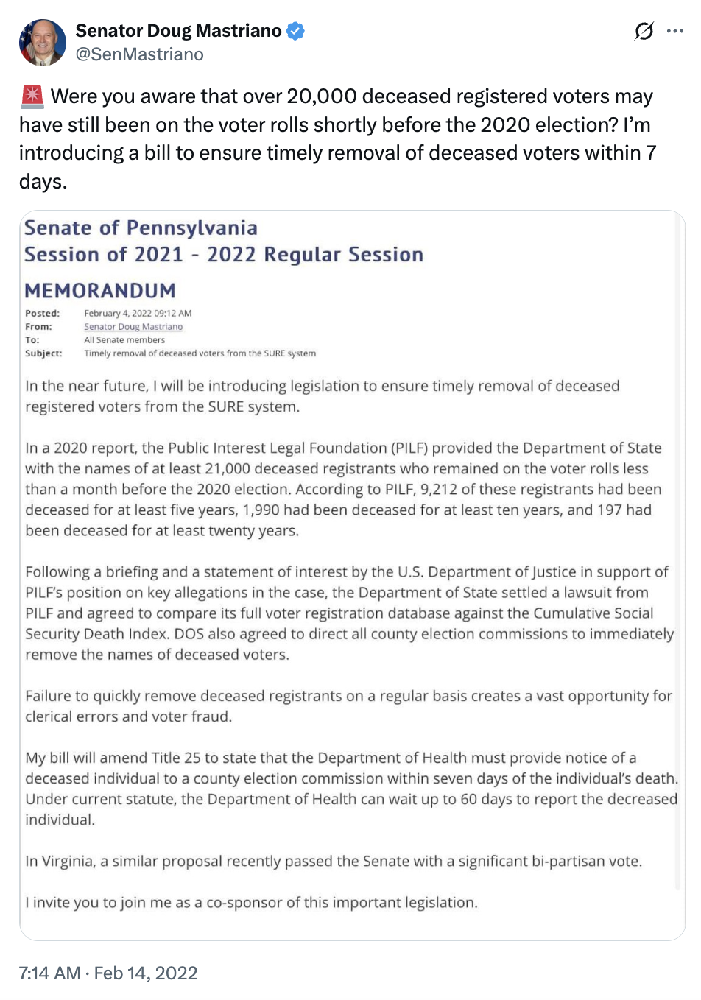 Senator Doug Mastriano
@SenMastriano
🚨 Were you aware that over 20,000 deceased registered voters may
have still been on the voter rolls shortly before the 2020 election? I’m
introducing a bill to ensure timely removal of deceased voters within 7
days.
Senate of Pennsylvania
Session of 2021 - 2022 Regular Session
MEMORANDUM
Posted: February 4, 2022 09:12 AM
From: Senator Doug Mastriano
To: All Senate members
Subject: Timely removal of deceased voters from the SURE system
In the near future, I will be introducing legislation to ensure timely removal of deceased
registered voters from the SURE system.
In a 2020 report, the Public Interest Legal Foundation (PILF) provided the Department of State
with the names of at least 21,000 deceased registrants who remained on the voter rolls less
than a month before the 2020 election. According to PILF, 9,212 of these registrants had been
deceased for at least five years, 1,990 had been deceased for at least ten years, and 197 had
been deceased for at least twenty years.
Following a briefing and a statement of interest by the U.S. Department of Justice in support of
PILF’s position on key allegations in the case, the Department of State settled a lawsuit from
PILF and agreed to compare its full voter registration database against the Cumulative Social
Security Death Index. DOS also agreed to direct all county election commissions to immediately
remove the names of deceased voters.
Failure to quickly remove deceased registrants on a regular basis creates a vast opportunity for
clerical errors and voter fraud.
My bill will amend Title 25 to state that the Department of Health must provide notice of a
deceased individual to a county election commission within seven days of the individual’s death.
Under current statute, the Department of Health can wait up to 60 days to report the decreased
individual.
In Virginia, a similar proposal recently passed the Senate with a significant bi-partisan vote.
I invite you to join me as a co-sponsor of this important legislation.
7:14 AM · Feb 14, 2022